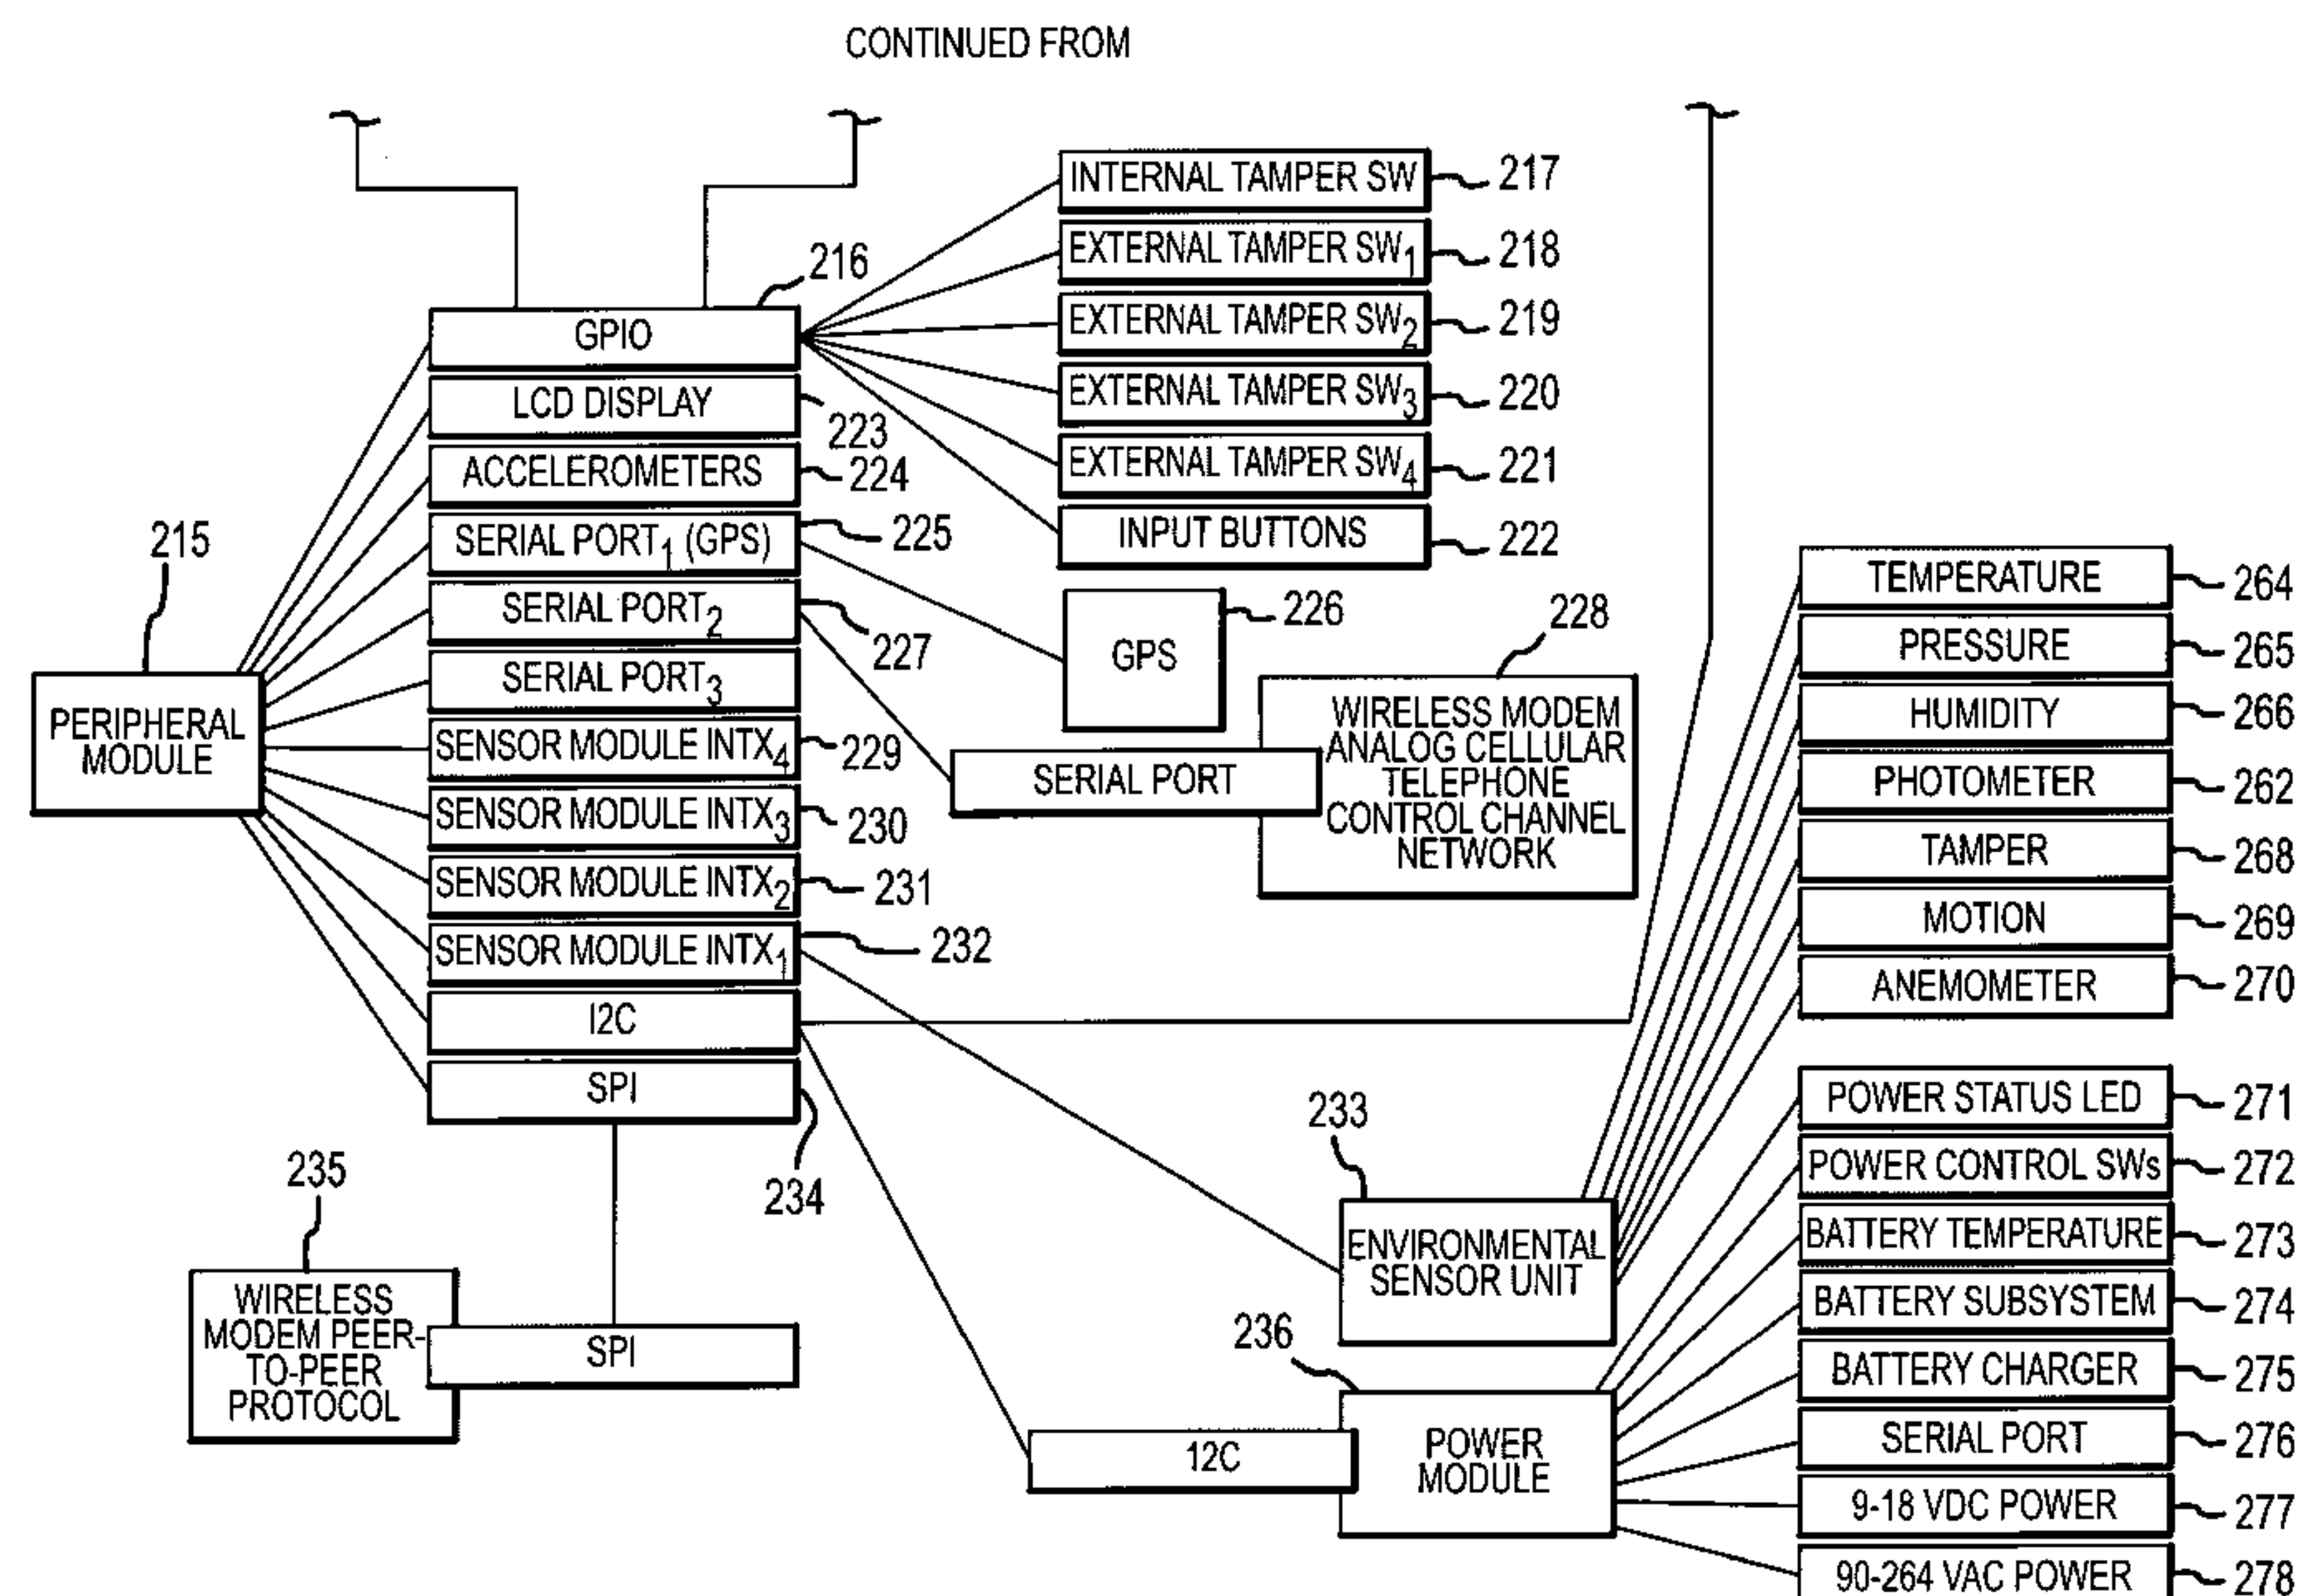 CONTINUED FROM
INTERNAL TAMPER SW
217
EXTERNAL TAMPER SW1
218
EXTERNAL TAMPER SW2
219
EXTERNAL TAMPER SW3
220
EXTERNAL TAMPER SW4
221
INPUT BUTTONS
222
216
GPIO
LCD DISPLAY
223
ACCELEROMETERS
224
SERIAL PORT1 (GPS)
225
SERIAL PORT2
227
SERIAL PORT3
SENSOR MODULE INTX4
229
SENSOR MODULE INTX3
230
SENSOR MODULE INTX2
231
SENSOR MODULE INTX1
232
I2C
SPI
234
215
PERIPHERAL
MODULE
GPS
226
228
WIRELESS MODEM
ANALOG CELLULAR
TELEPHONE
CONTROL CHANNEL
NETWORK
SERIAL PORT
TEMPERATURE
264
PRESSURE
265
HUMIDITY
266
PHOTOMETER
262
TAMPER
268
MOTION
269
ANEMOMETER
270
233
ENVIRONMENTAL
SENSOR UNIT
235
WIRELESS
MODEM PEER-
TO-PEER
PROTOCOL
SPI
236
12C
POWER
MODULE
POWER STATUS LED
271
POWER CONTROL SWs
272
BATTERY TEMPERATURE
273
BATTERY SUBSYSTEM
274
BATTERY CHARGER
275
SERIAL PORT
276
9-18 VDC POWER
277
90-264 VAC POWER
278